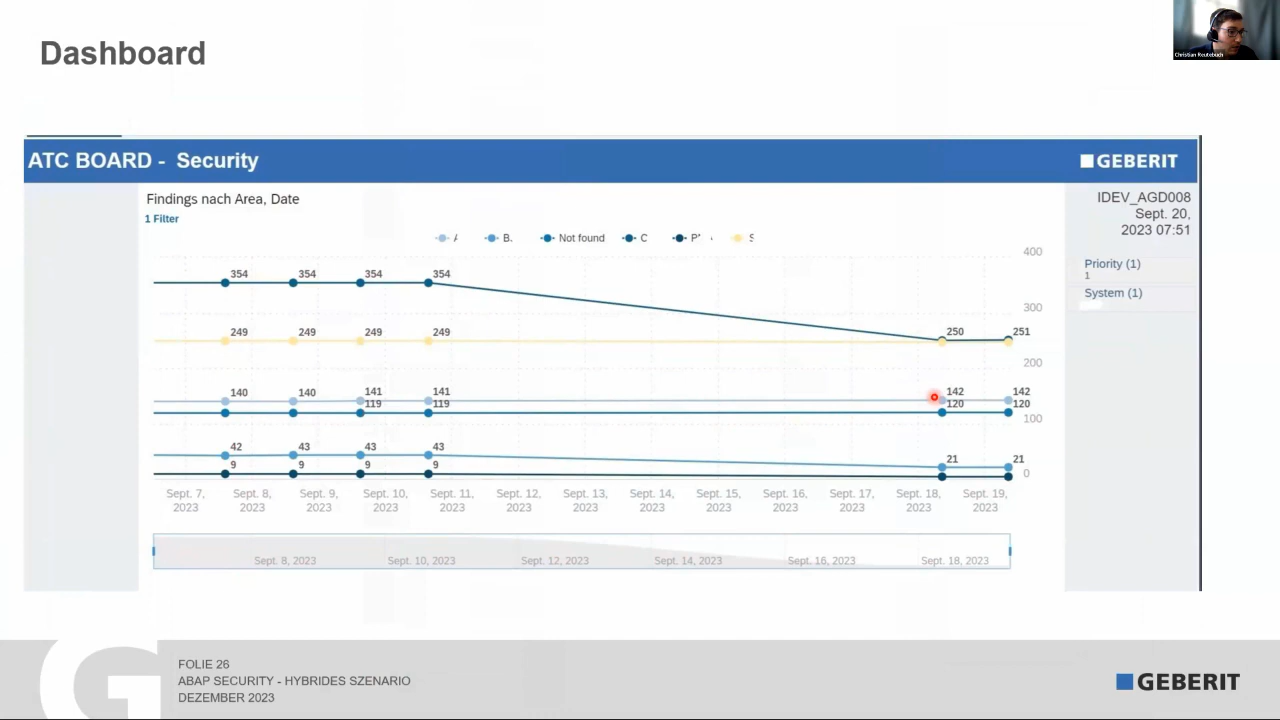 Dashboard
Christian Reutebuch
ATC BOARD - Security
GEBERIT
Findings nach Area, Date
1 Filter
B.
Not found
C
IDEV_AGD008
Sept. 20,
2023 07:51
Priority (1)
1
System (1)
400
300
200
100
0
354 354 354 354 250 251
249 249 249 249
140 140 141 141 142 142
119 119 120 120
42 43 43 43 21 21
9 9 9 9
Sept. 7, Sept. 8, Sept. 9, Sept. 10, Sept. 11, Sept. 12, Sept. 13, Sept. 14, Sept. 15, Sept. 16, Sept. 17, Sept. 18, Sept. 19,
2023 2023 2023 2023 2023 2023 2023 2023 2023 2023 2023 2023 2023
Sept. 8, 2023 Sept. 10, 2023 Sept. 12, 2023 Sept. 14, 2023 Sept. 16, 2023 Sept. 18, 2023
FOLIE 26
ABAP SECURITY - HYBRIDES SZENARIO
DEZEMBER 2023
GEBERIT